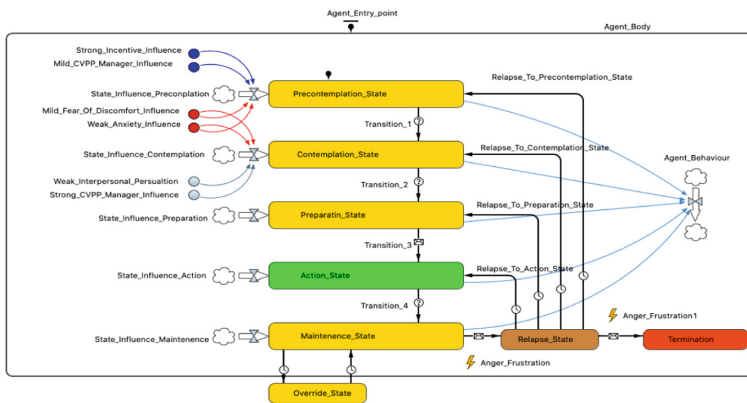 Agent_Entry_point
Agent_Body
Strong_Incentive_Influence
Mild_CVPP_Manager_Influence
State_Influence_Preconplation
Precontemplation_State
Relapse_To_Precontemplation_State
Mild_Fear_Of_Discomfort_Influence
Weak_Anxiety_Influence
Transition_1
State_Influence_Contemplation
Contemplation_State
Relapse_To_Contemplation_State
Agent_Behaviour
Weak_Interpersonal_Persualtion
Strong_CVPP_Manager_Influence
Transition_2
State_Influence_Preparation
Preparatin_State
Relapse_To_Preparation_State
Transition_3
State_Influence_Action
Action_State
Relapse_To_Action_State
Transition_4
Anger_Frustration1
State_Influence_Maintenence
Maintenence_State
Relapse_State
Termination
Anger_Frustration
Override_State